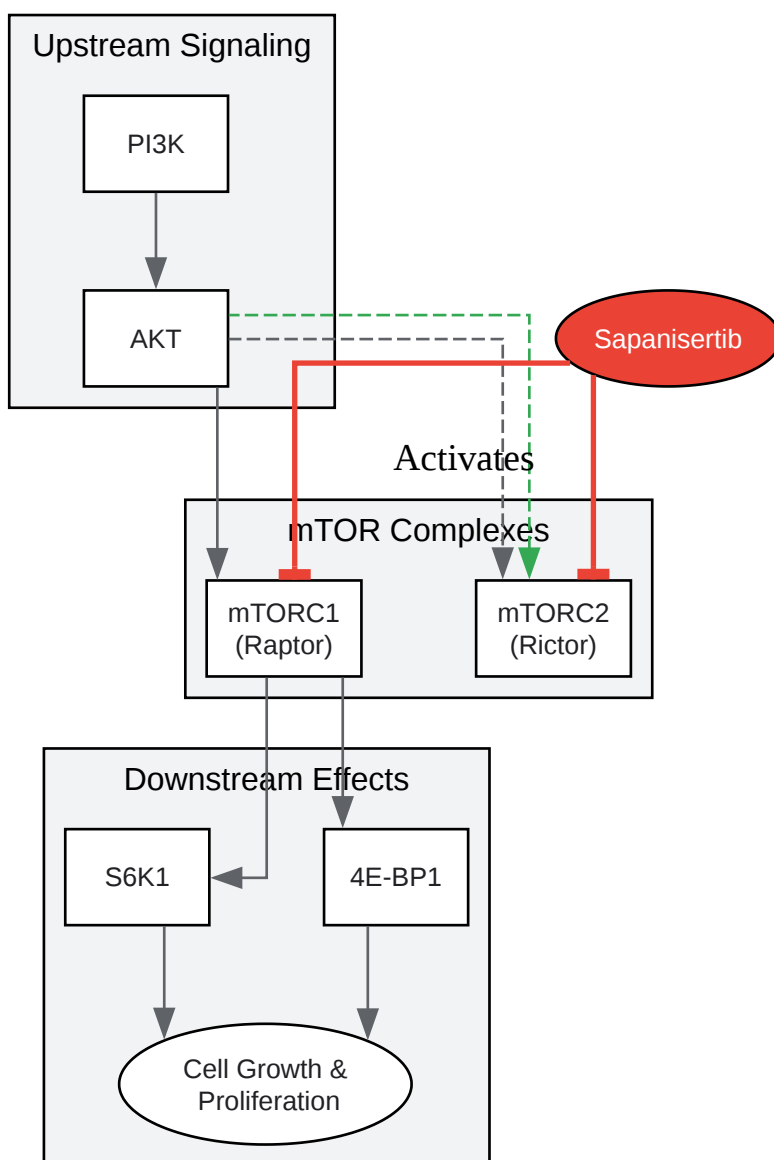 Upstream Signaling
PI3K
AKT
Sapanisertib
Activates
mTOR Complexes
mTORC1
(Raptor)
mTORC2
(Rictor)
Downstream Effects
S6K1
4E-BP1
Cell Growth &
Proliferation